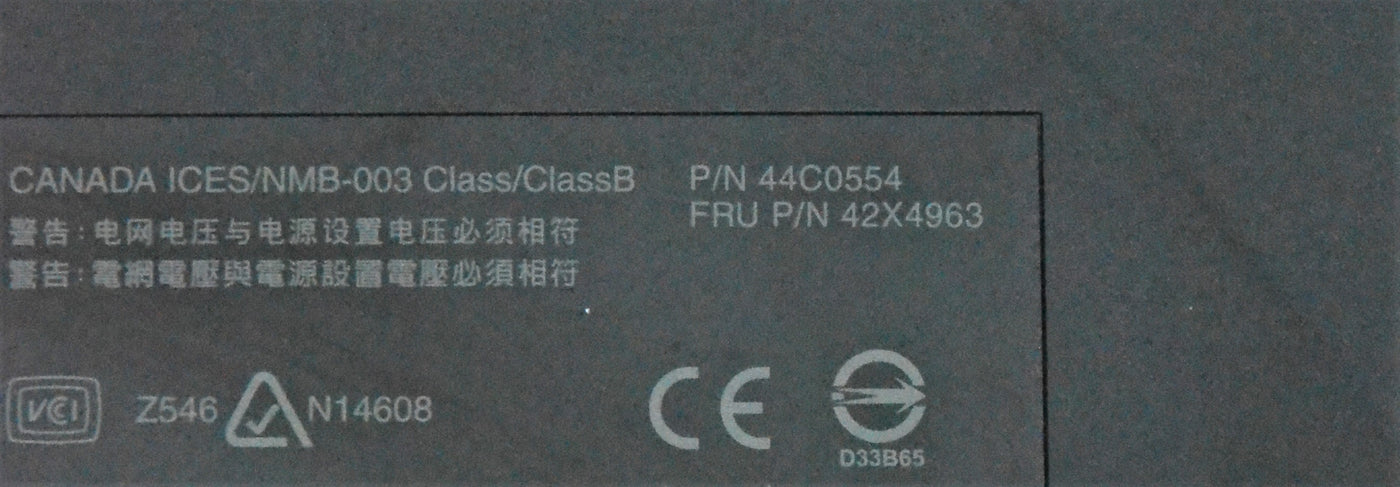 CANADA ICES/NMB-003 Class/ClassB
警告:电网电压与电源设置电压必须相符
警告:電網電壓與電源設置電壓必須相符
P/N 44C0554
FRU P/N 42X4963
VCI Z546 N14608
CE
D33B65